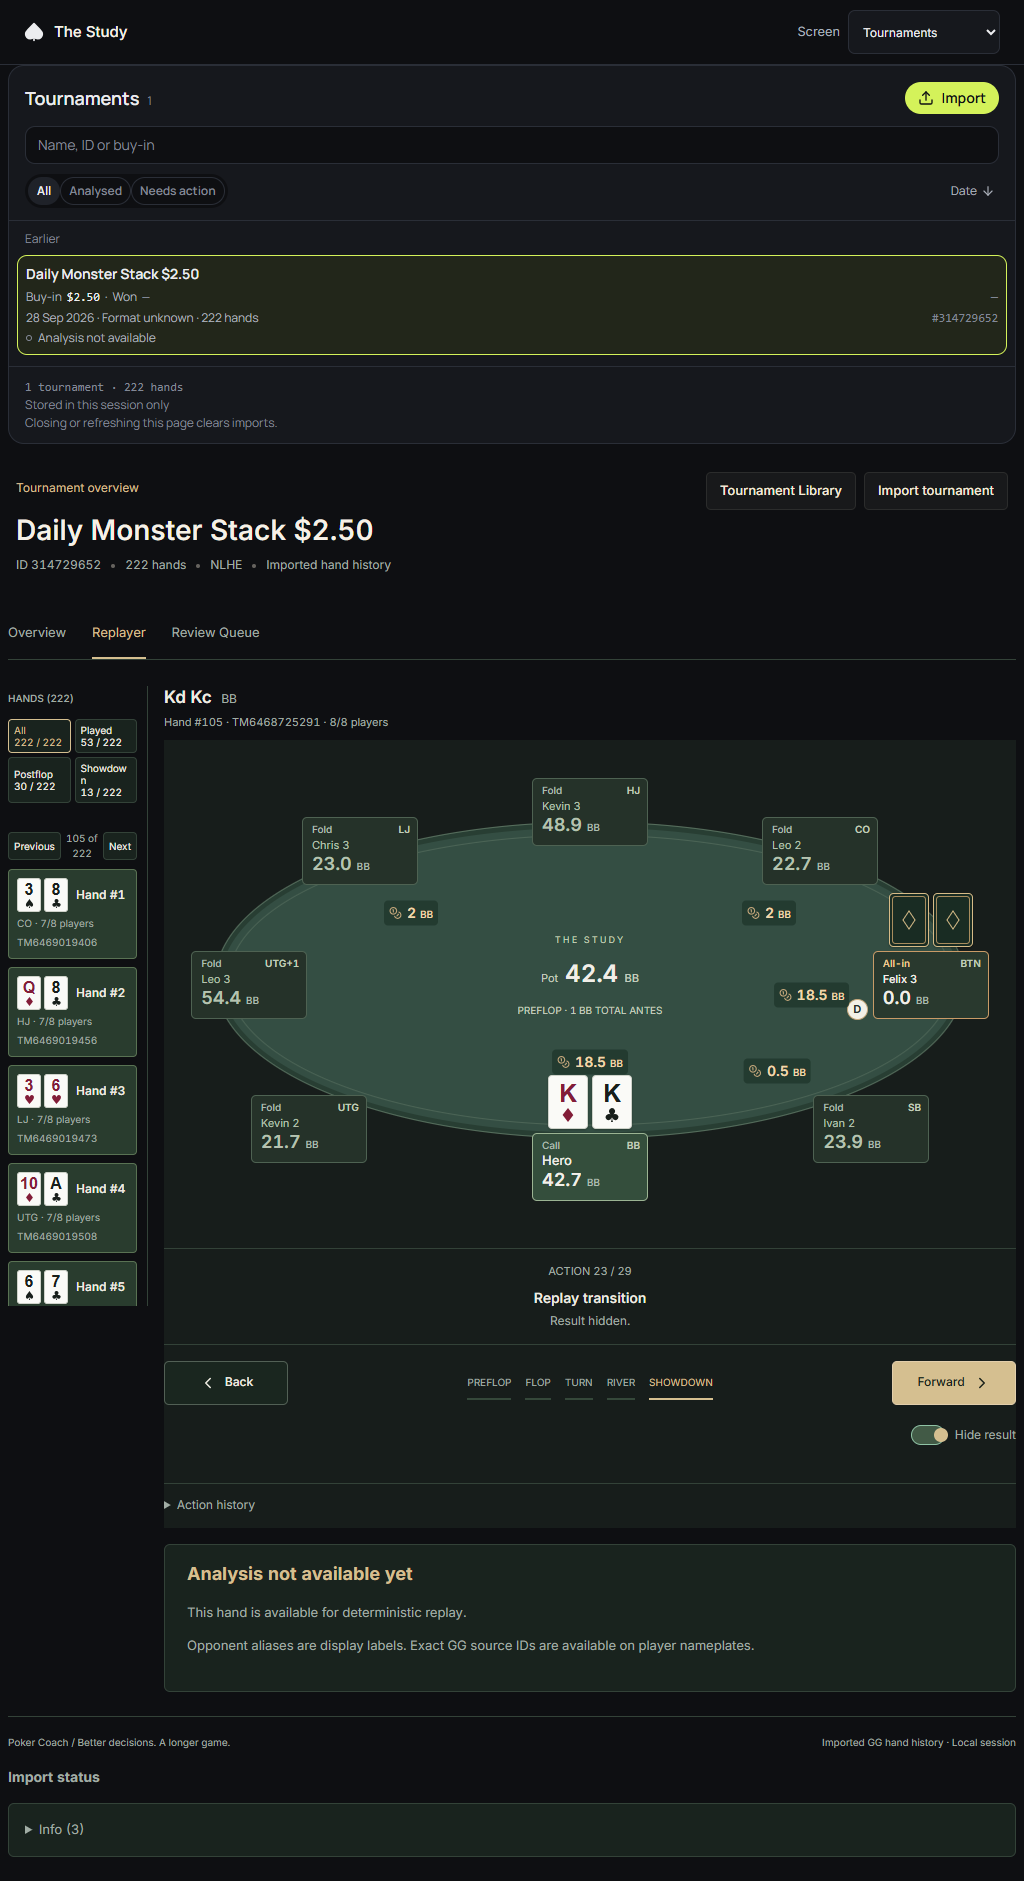 The Study
Screen
Tournaments
Tournaments 1
Import
Name, ID or buy-in
All
Analysed
Needs action
Date ↓
Earlier
Daily Monster Stack $2.50
Buy-in $2.50 · Won —
—
28 Sep 2026 · Format unknown · 222 hands
#314729652
Analysis not available
1 tournament · 222 hands
Stored in this session only
Closing or refreshing this page clears imports.
Tournament overview
Tournament Library
Import tournament
Daily Monster Stack $2.50
ID 314729652 • 222 hands • NLHE • Imported hand history
Overview
Replayer
Review Queue
HANDS (222)
All
222 / 222
Played
53 / 222
Postflop
30 / 222
Showdow
n
13 / 222
Previous
105 of
222
Next
3♠ 8♣ Hand #1
CO · 7/8 players
TM6469019406
Q♦ 8♣ Hand #2
HJ · 7/8 players
TM6469019456
3♥ 6♥ Hand #3
LJ · 7/8 players
TM6469019473
10♦ A♣ Hand #4
UTG · 7/8 players
TM6469019508
6♠ 7♣ Hand #5
Kd Kc BB
Hand #105 · TM6468725291 · 8/8 players
Fold HJ
Kevin 3
48.9 BB
Fold LJ
Chris 3
23.0 BB
Fold CO
Leo 2
22.7 BB
2 BB
2 BB
THE STUDY
Pot 42.4 BB
PREFLOP · 1 BB TOTAL ANTES
Fold UTG+1
Leo 3
54.4 BB
All-in BTN
Felix 3
0.0 BB
18.5 BB
D
18.5 BB
0.5 BB
K♦ K♣
Fold UTG
Kevin 2
21.7 BB
Call BB
Hero
42.7 BB
Fold SB
Ivan 2
23.9 BB
ACTION 23 / 29
Replay transition
Result hidden.
Back
PREFLOP
FLOP
TURN
RIVER
SHOWDOWN
Forward
Hide result
Action history
Analysis not available yet
This hand is available for deterministic replay.
Opponent aliases are display labels. Exact GG source IDs are available on player nameplates.
Poker Coach / Better decisions. A longer game.
Imported GG hand history · Local session
Import status
Info (3)